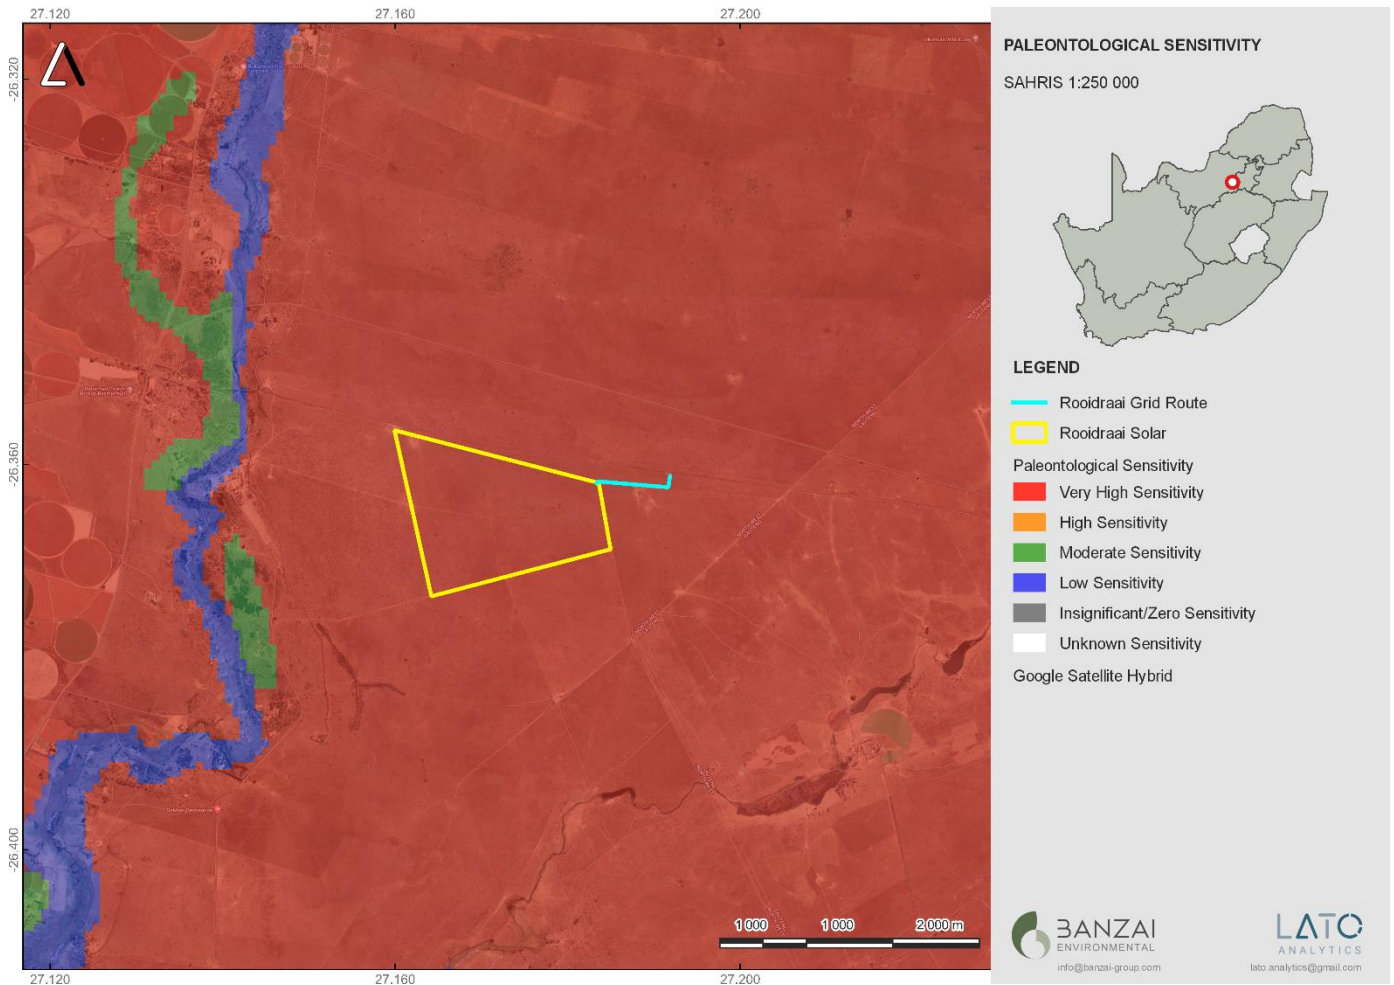 27.120
27.160
27.200
-26.320
-26.360
-26.400
1 000
1 000
2 000 m
27.120
27.160
27.200
PALEONTOLOGICAL SENSITIVITY
SAHRIS 1:250 000
LEGEND
Rooidraai Grid Route
Rooidraai Solar
Paleontological Sensitivity
Very High Sensitivity
High Sensitivity
Moderate Sensitivity
Low Sensitivity
Insignificant/Zero Sensitivity
Unknown Sensitivity
Google Satellite Hybrid
BANZAI
ENVIRONMENTAL
info@banzai-group.com
LATO
ANALYTICS
lato.analytics@gmail.com